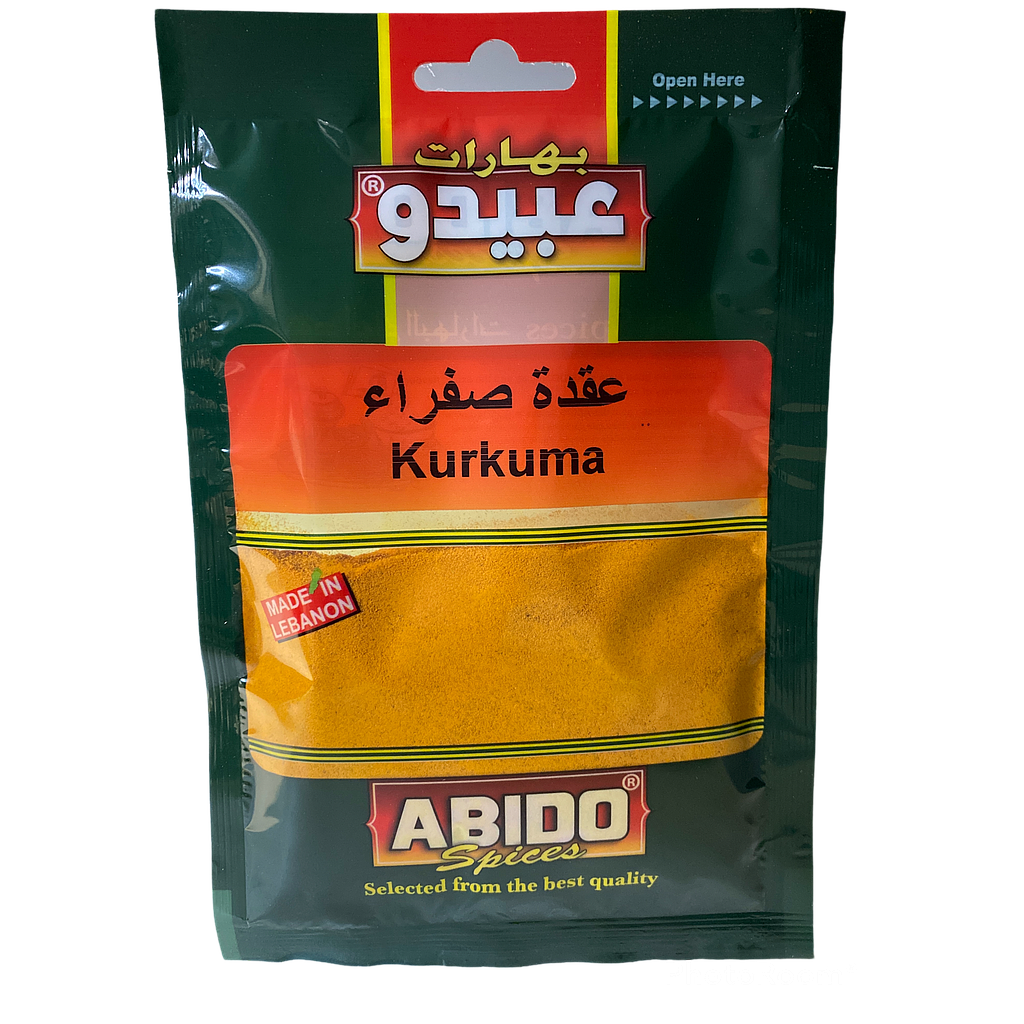 Open Here
بهارات
عبيدو®
عقدة صفراء
Kurkuma
MADE IN
LEBANON
ABIDO®
Spices
Selected from the best quality